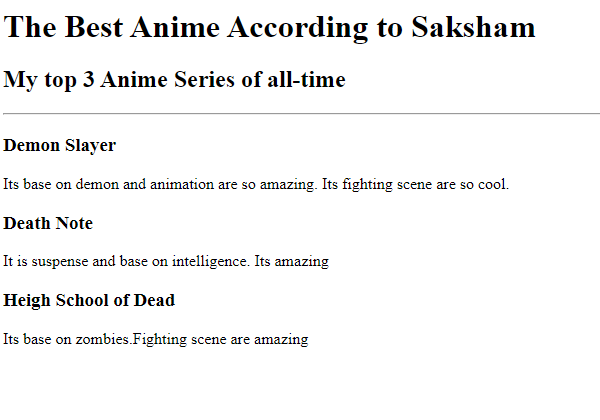 The Best Anime According to Saksham
My top 3 Anime Series of all-time
Demon Slayer
Its base on demon and animation are so amazing. Its fighting scene are so cool.
Death Note
It is suspense and base on intelligence. Its amazing
Heigh School of Dead
Its base on zombies.Fighting scene are amazing